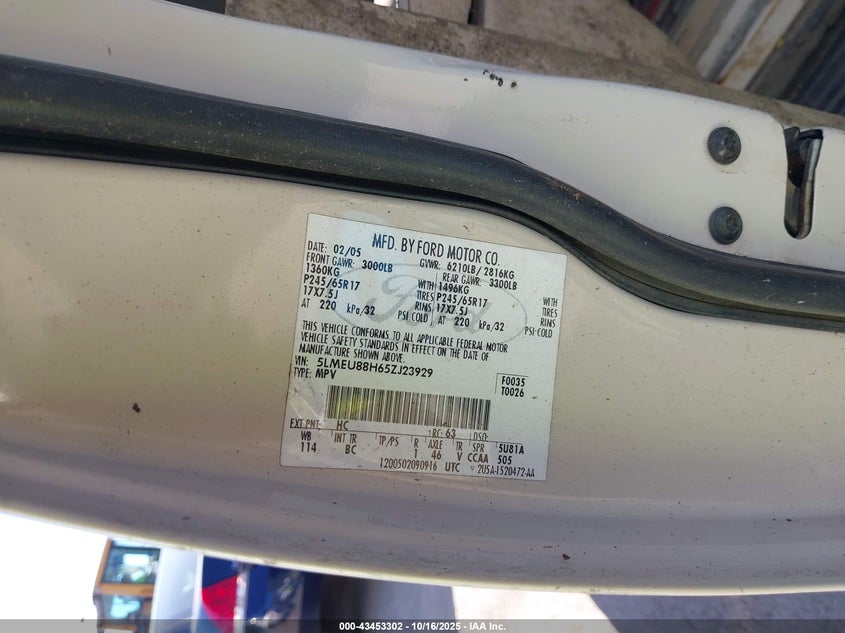 MFD. BY FORD MOTOR CO.
DATE: 02/05 GVWR: 6210LB/ 2816KG
FRONT GAWR: 3000LB REAR GAWR: 3300LB
1360KG WITH 1496KG WITH
P245/65R17 TIRES P245/65R17 TIRES
17X7.5J RIMS 17X7.5J RIMS
AT 220 kPa/32 PSI COLD AT 220 kPa/32 PSI COLD
THIS VEHICLE CONFORMS TO ALL APPLICABLE FEDERAL MOTOR
VEHICLE SAFETY STANDARDS IN EFFECT ON THE DATE OF
MANUFACTURE SHOWN ABOVE.
VIN: 5LMEU88H65ZJ23929
TYPE: MPV
F0035
T0026
Ford
EXT PNT: HC RC: 63 DSO:
WB INT TR TP/PS R AXLE TR SPR 5U81A
114 BC 1 46 V CCAA 505
1200502090916 UTC 2U5A-1520472-AA
000-43453302 - 10/16/2025 - IAA Inc.